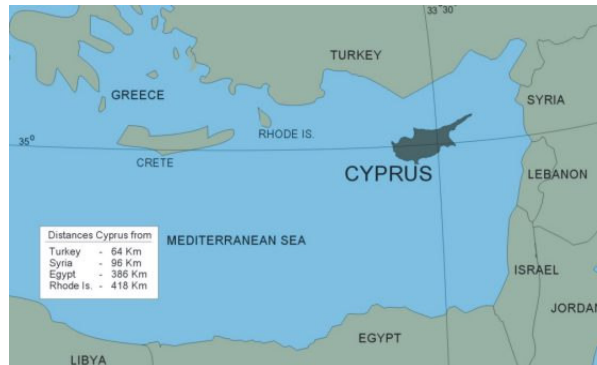 33° 30'
TURKEY
GREECE
SYRIA
RHODE IS.
35°
CRETE
CYPRUS
LEBANON
Distances Cyprus from
Turkey - 64 Km
Syria - 96 Km
Egypt - 386 Km
Rhode Is. - 418 Km
MEDITERRANEAN SEA
ISRAEL
JORDAN
EGYPT
LIBYA